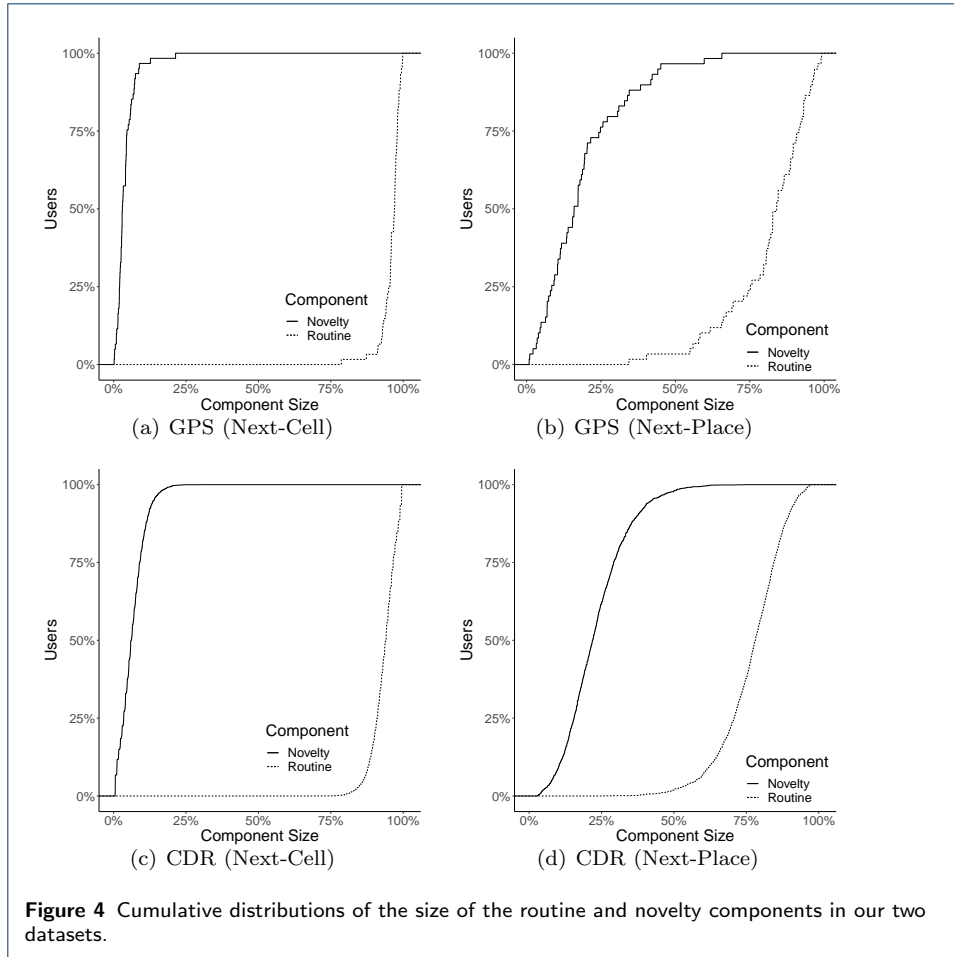 100%
75%
50%
25%
0%
Users
Component
Novelty
Routine
0% 25% 50% 75% 100%
Component Size
(a) GPS (Next-Cell)
100%
75%
50%
25%
0%
Users
Component
Novelty
Routine
0% 25% 50% 75% 100%
Component Size
(b) GPS (Next-Place)
100%
75%
50%
25%
0%
Users
Component
Novelty
Routine
0% 25% 50% 75% 100%
Component Size
(c) CDR (Next-Cell)
100%
75%
50%
25%
0%
Users
Component
Novelty
Routine
0% 25% 50% 75% 100%
Component Size
(d) CDR (Next-Place)
Figure 4 Cumulative distributions of the size of the routine and novelty components in our two
datasets.